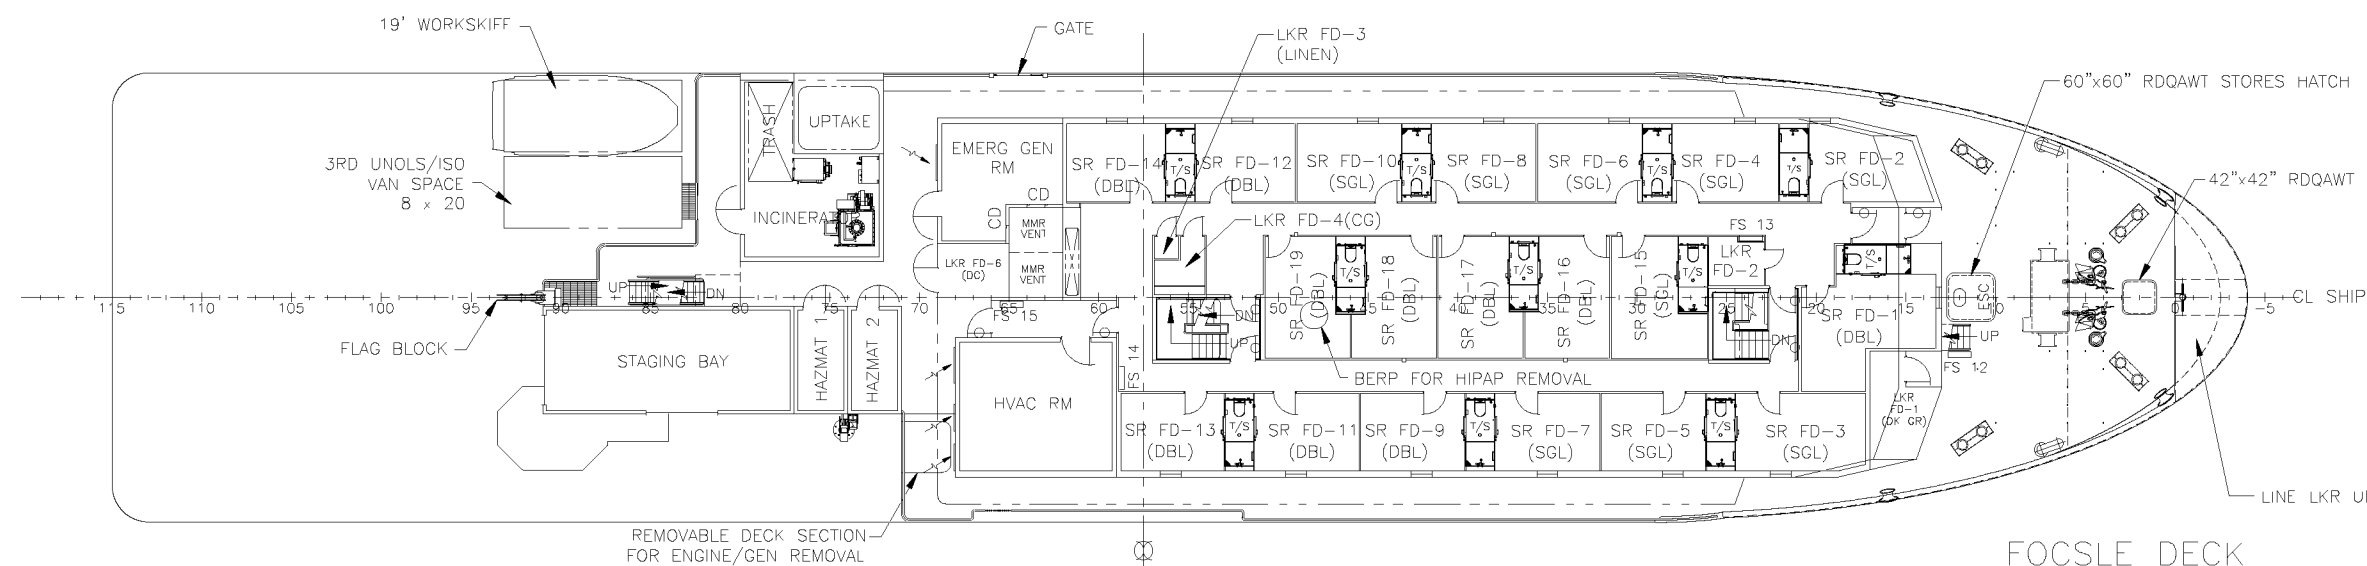 19' WORKSKIFF
GATE
LKR FD-3
(LINEN)
60"x60" RDQAWT STORES HATCH
TRASH
UPTAKE
3RD UNOLS/ISO
VAN SPACE
8 x 20
EMERG GEN
RM
SR FD-14
(DBL)
T/S
SR FD-12
(DBL)
SR FD-10
(SGL)
T/S
SR FD-8
(SGL)
SR FD-6
(SGL)
T/S
SR FD-4
(SGL)
T/S
SR FD-2
(SGL)
42"x42" RDQAWT
CD
CD
MMR
VENT
LKR FD-4(CG)
FS 13
LKR FD-6
(DC)
MMR
VENT
SR FD-19
(DBL)
T/S
SR FD-18
(DBL)
SR FD-17
(DBL)
T/S
SR FD-16
(DBL)
SR FD-15
(SGL)
T/S
LKR
FD-2
T/S
UP
DN
ESC
115
110
105
100
95
90
85
80
75
70
65
60
55
50
45
40
35
30
25
20
15
10
5
0
-5
CL SHIP
FS 15
DN
UP
DN
SR FD-1
(DBL)
UP
FS 12
FLAG BLOCK
STAGING BAY
HAZMAT 1
HAZMAT 2
FS 14
BERP FOR HIPAP REMOVAL
HVAC RM
LKR
FD-1
(DK GR)
SR FD-13
(DBL)
T/S
SR FD-11
(DBL)
SR FD-9
(DBL)
T/S
SR FD-7
(SGL)
SR FD-5
(SGL)
T/S
SR FD-3
(SGL)
LINE LKR
REMOVABLE DECK SECTION
FOR ENGINE/GEN REMOVAL
FOCSLE DECK